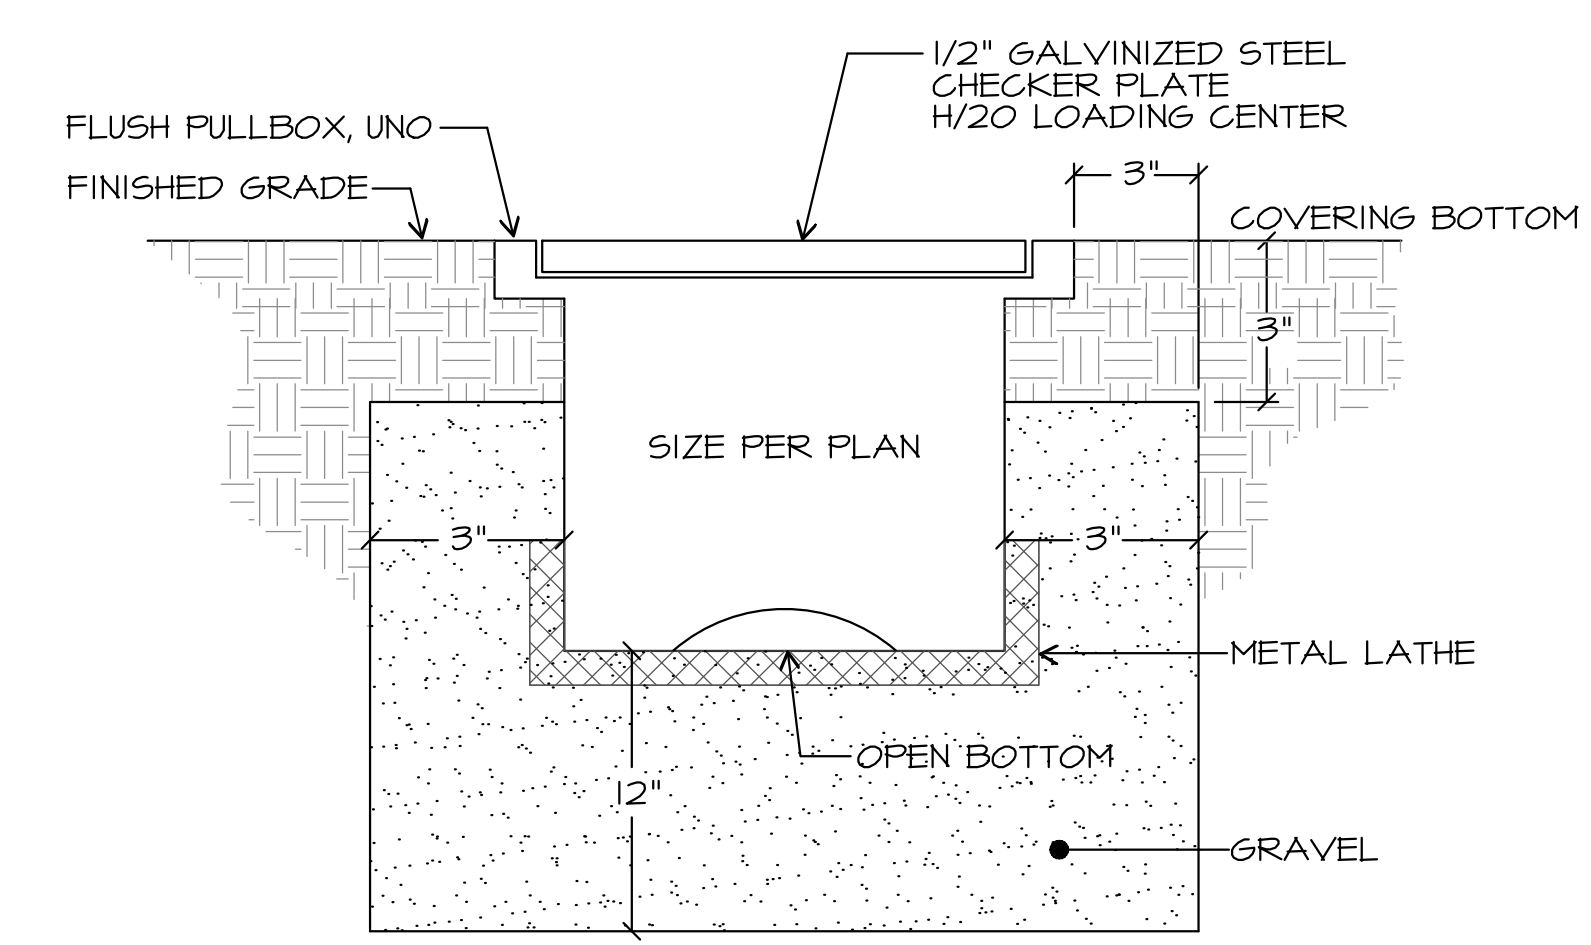 1/2" GALVINIZED STEEL
CHECKER PLATE
H/20 LOADING CENTER
FLUSH PULLBOX, UNO
3"
FINISHED GRADE
COVERING BOTTOM
3"
SIZE PER PLAN
3"
3"
METAL LATHE
OPEN BOTTOM
12"
GRAVEL